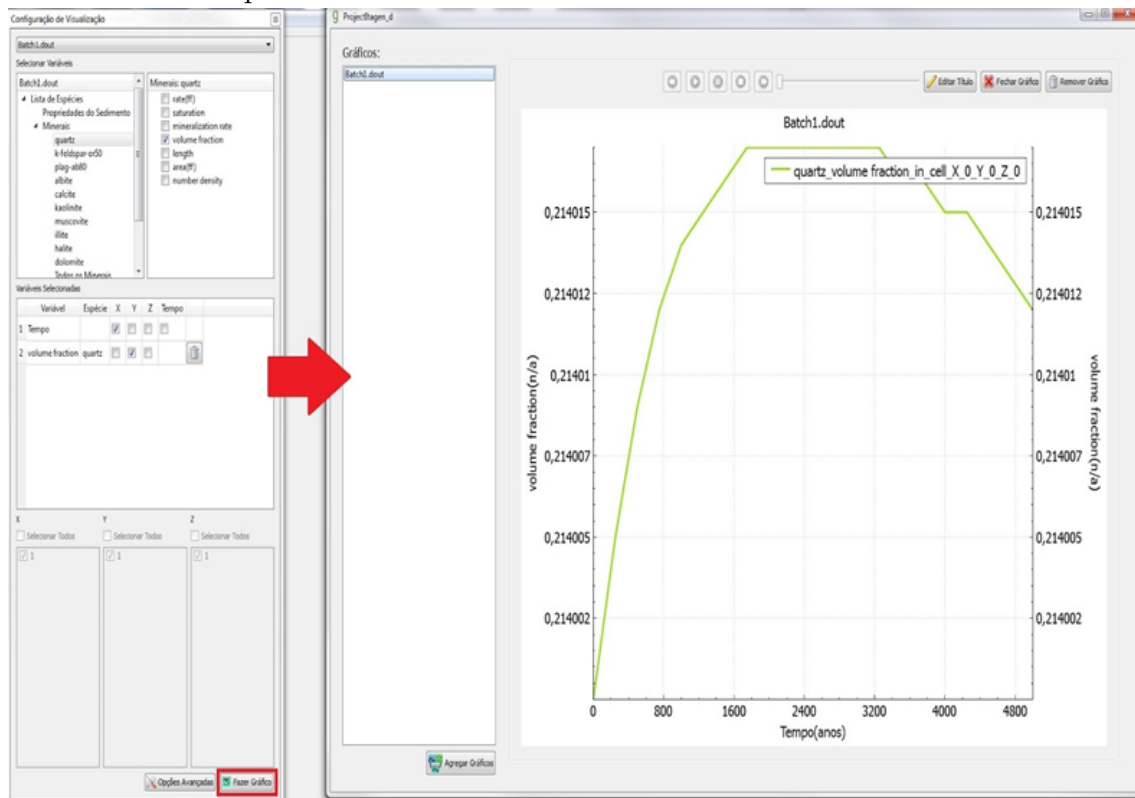 Configuração de Visualização
Batch1.dout
Selecionar Variáveis
Batch1.dout
Lista de Espécies
Propriedades do Sedimento
Minerais
quartz
k-feldspar-or50
plag-ab80
albite
calcite
kaolinite
muscovite
illite
halite
dolomite
Todos os Minerais
Minerais: quartz
rate(ff)
saturation
mineralization rate
volume fraction
length
area(ff)
number density
Variáveis Selecionadas
Variável Espécie X Y Z Tempo
1 Tempo
2 volume fraction quartz
X Y Z
Selecionar Todos Selecionar Todos Selecionar Todos
1 1 1
Opções Avançadas Fazer Gráfico
ProjectBagen_d
Gráficos:
Batch1.dout
Editar Título Fechar Gráfico Remover Gráfico
Batch1.dout
quartz_volume fraction_in_cell_X_0_Y_0_Z_0
0,214015 0,214015
0,214012 0,214012
0,21401 0,21401
0,214007 0,214007
0,214005 0,214005
0,214002 0,214002
volume fraction(n/a)
volume fraction(n/a)
0 800 1600 2400 3200 4000 4800
Tempo(anos)
Agregar Gráficos